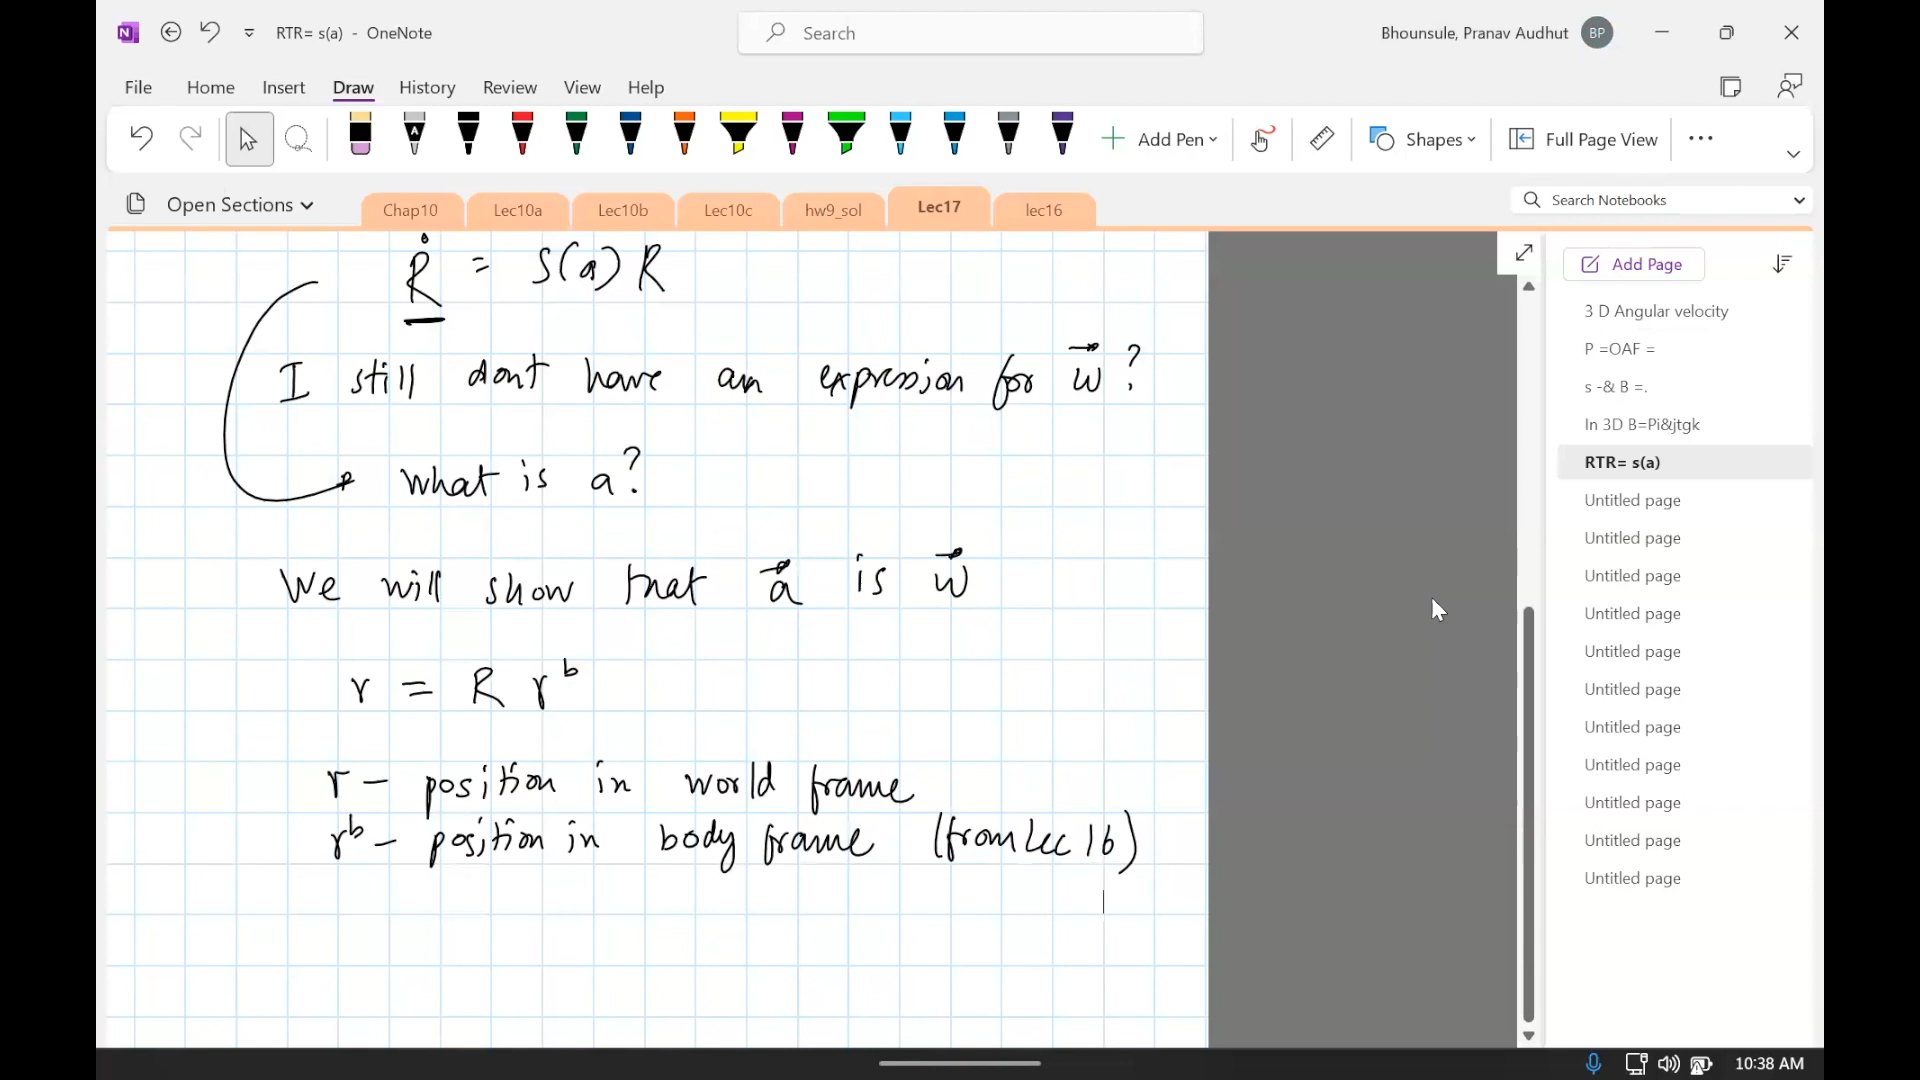 RTR= s(a) - OneNote
Search
Bhounsule, Pranav Audhut
BP
File
Home
Insert
Draw
History
Review
View
Help
Add Pen
Shapes
Full Page View
Open Sections
Chap10
Lec10a
Lec10b
Lec10c
hw9_sol
Lec17
lec16
Search Notebooks
Ṙ = S(a) R
I still dont have an expression for w⃗ ?
what is a?
We will show that a⃗ is w⃗
r = R r^b
r – position in world frame
r^b – position in body frame (from Lec 16)
Add Page
3 D Angular velocity
P =OAF =
s -& B =.
In 3D B=Pi&jtgk
RTR= s(a)
Untitled page
Untitled page
Untitled page
Untitled page
Untitled page
Untitled page
Untitled page
Untitled page
Untitled page
Untitled page
Untitled page
10:38 AM